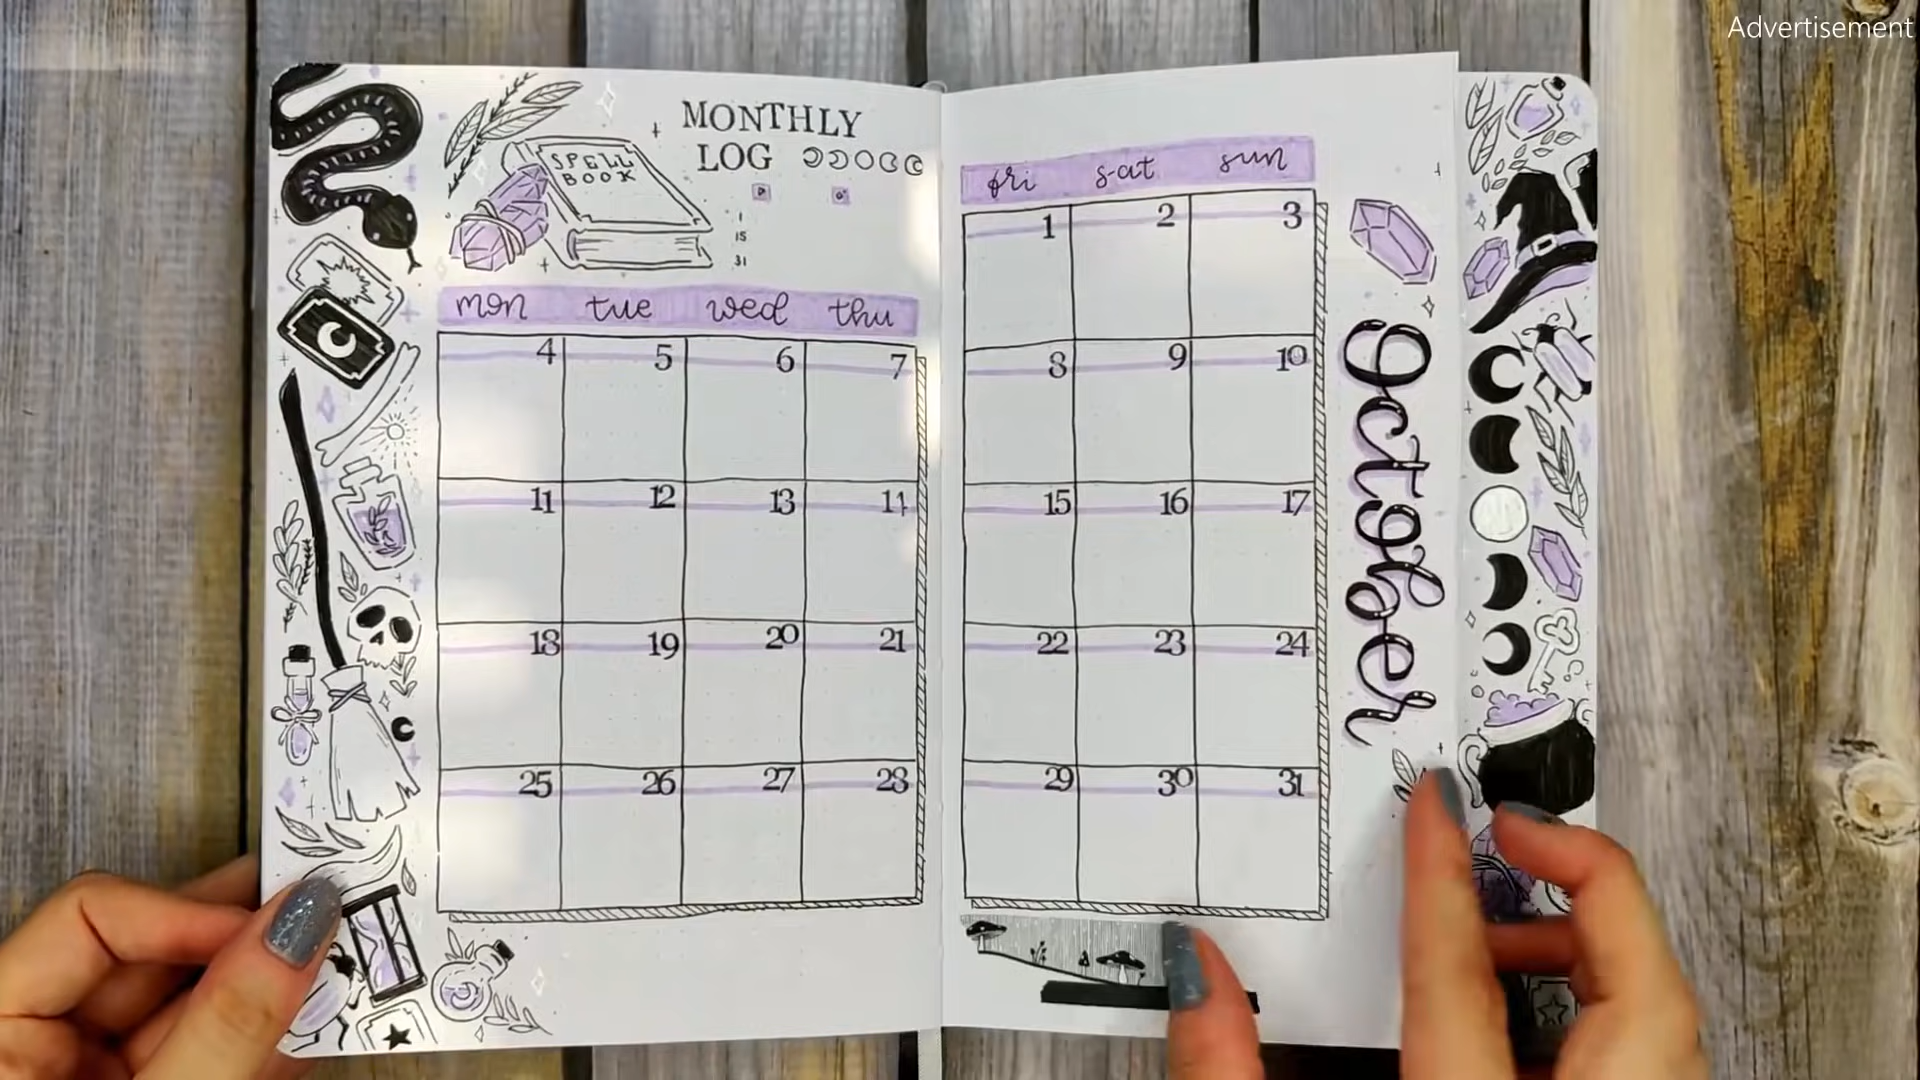 Advertisement
MONTHLY
LOG
SPELL
BOOK
1
15
31
mon tue wed thu
4 5 6 7
11 12 13 14
18 19 20 21
25 26 27 28
fri sat sun
1 2 3
8 9 10
15 16 17
22 23 24
29 30 31
October